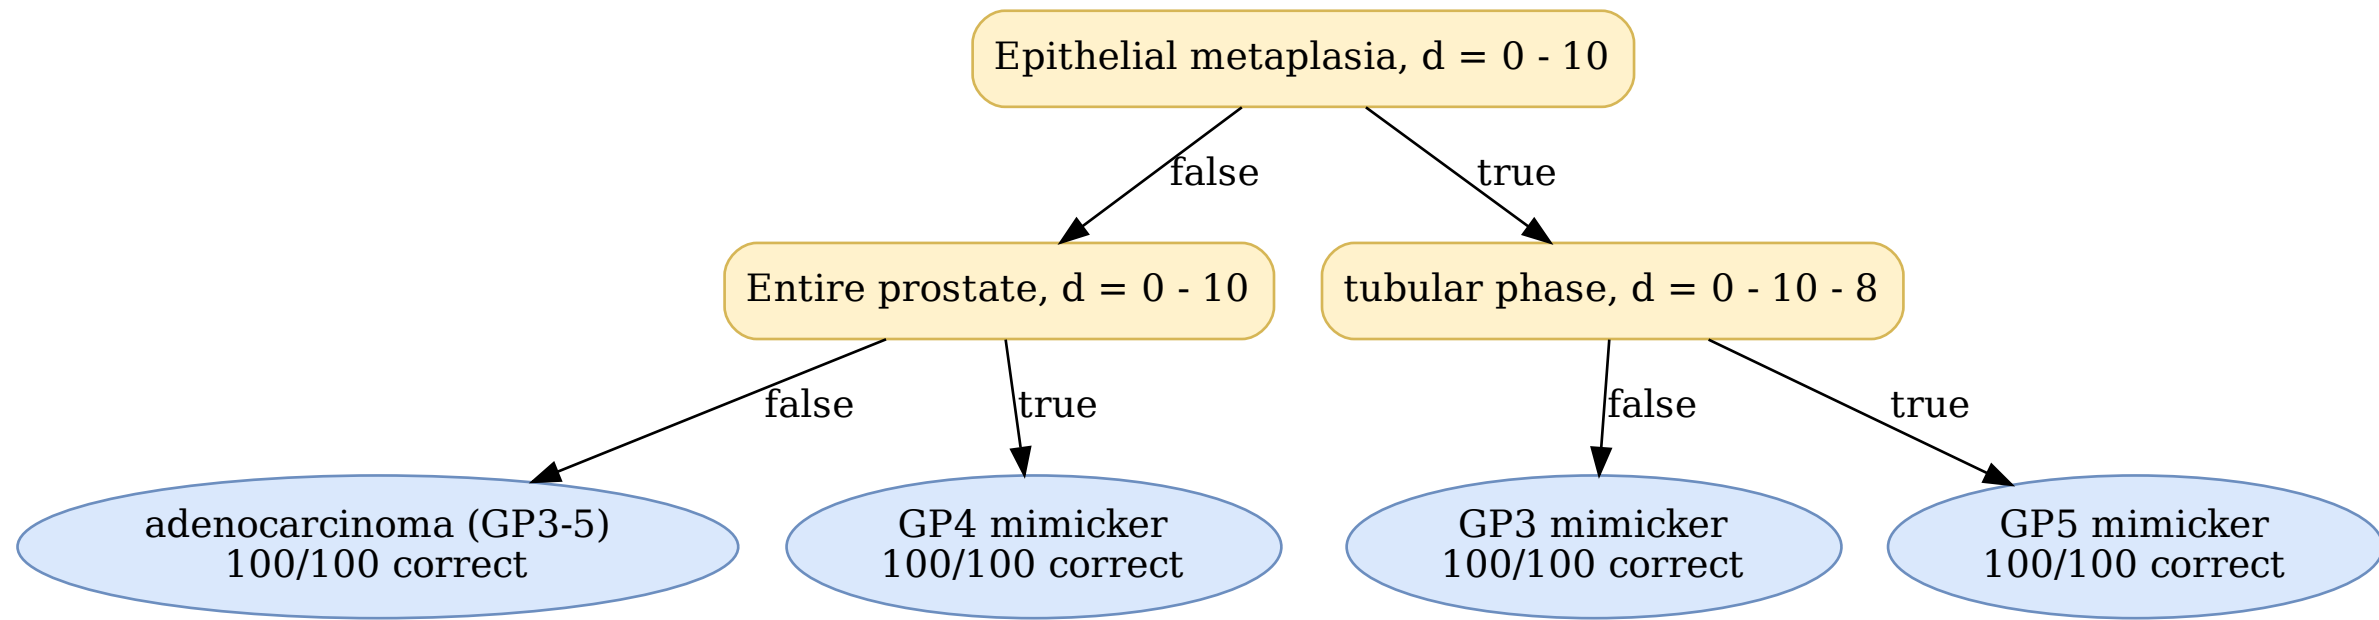 Epithelial metaplasia, d = 0 - 10
false
true
Entire prostate, d = 0 - 10
tubular phase, d = 0 - 10 - 8
false
true
false
true
adenocarcinoma (GP3-5)
100/100 correct
GP4 mimicker
100/100 correct
GP3 mimicker
100/100 correct
GP5 mimicker
100/100 correct